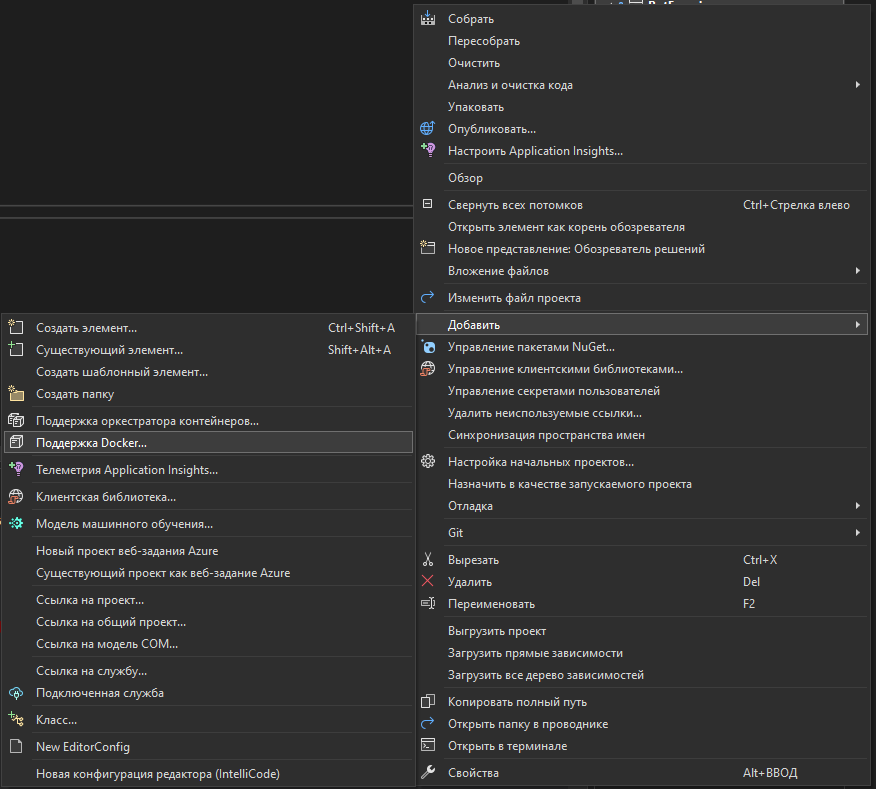 Собрать
Пересобрать
Очистить
Анализ и очистка кода
Упаковать
Опубликовать...
Настроить Application Insights...
Обзор
Свернуть всех потомков Ctrl+Стрелка влево
Открыть элемент как корень обозревателя
Новое представление: Обозреватель решений
Вложение файлов
Изменить файл проекта
Добавить
Управление пакетами NuGet...
Управление клиентскими библиотеками...
Управление секретами пользователей
Удалить неиспользуемые ссылки...
Синхронизация пространства имен
Настройка начальных проектов...
Назначить в качестве запускаемого проекта
Отладка
Git
Вырезать Ctrl+X
Удалить Del
Переименовать F2
Выгрузить проект
Загрузить прямые зависимости
Загрузить все дерево зависимостей
Копировать полный путь
Открыть папку в проводнике
Открыть в терминале
Свойства Alt+ВВОД
Создать элемент... Ctrl+Shift+A
Существующий элемент... Shift+Alt+A
Создать шаблонный элемент...
Создать папку
Поддержка оркестратора контейнеров...
Поддержка Docker...
Телеметрия Application Insights...
Клиентская библиотека...
Модель машинного обучения...
Новый проект веб-задания Azure
Существующий проект как веб-задание Azure
Ссылка на проект...
Ссылка на общий проект...
Ссылка на модель COM...
Ссылка на службу...
Подключенная служба
Класс...
New EditorConfig
Новая конфигурация редактора (IntelliCode)